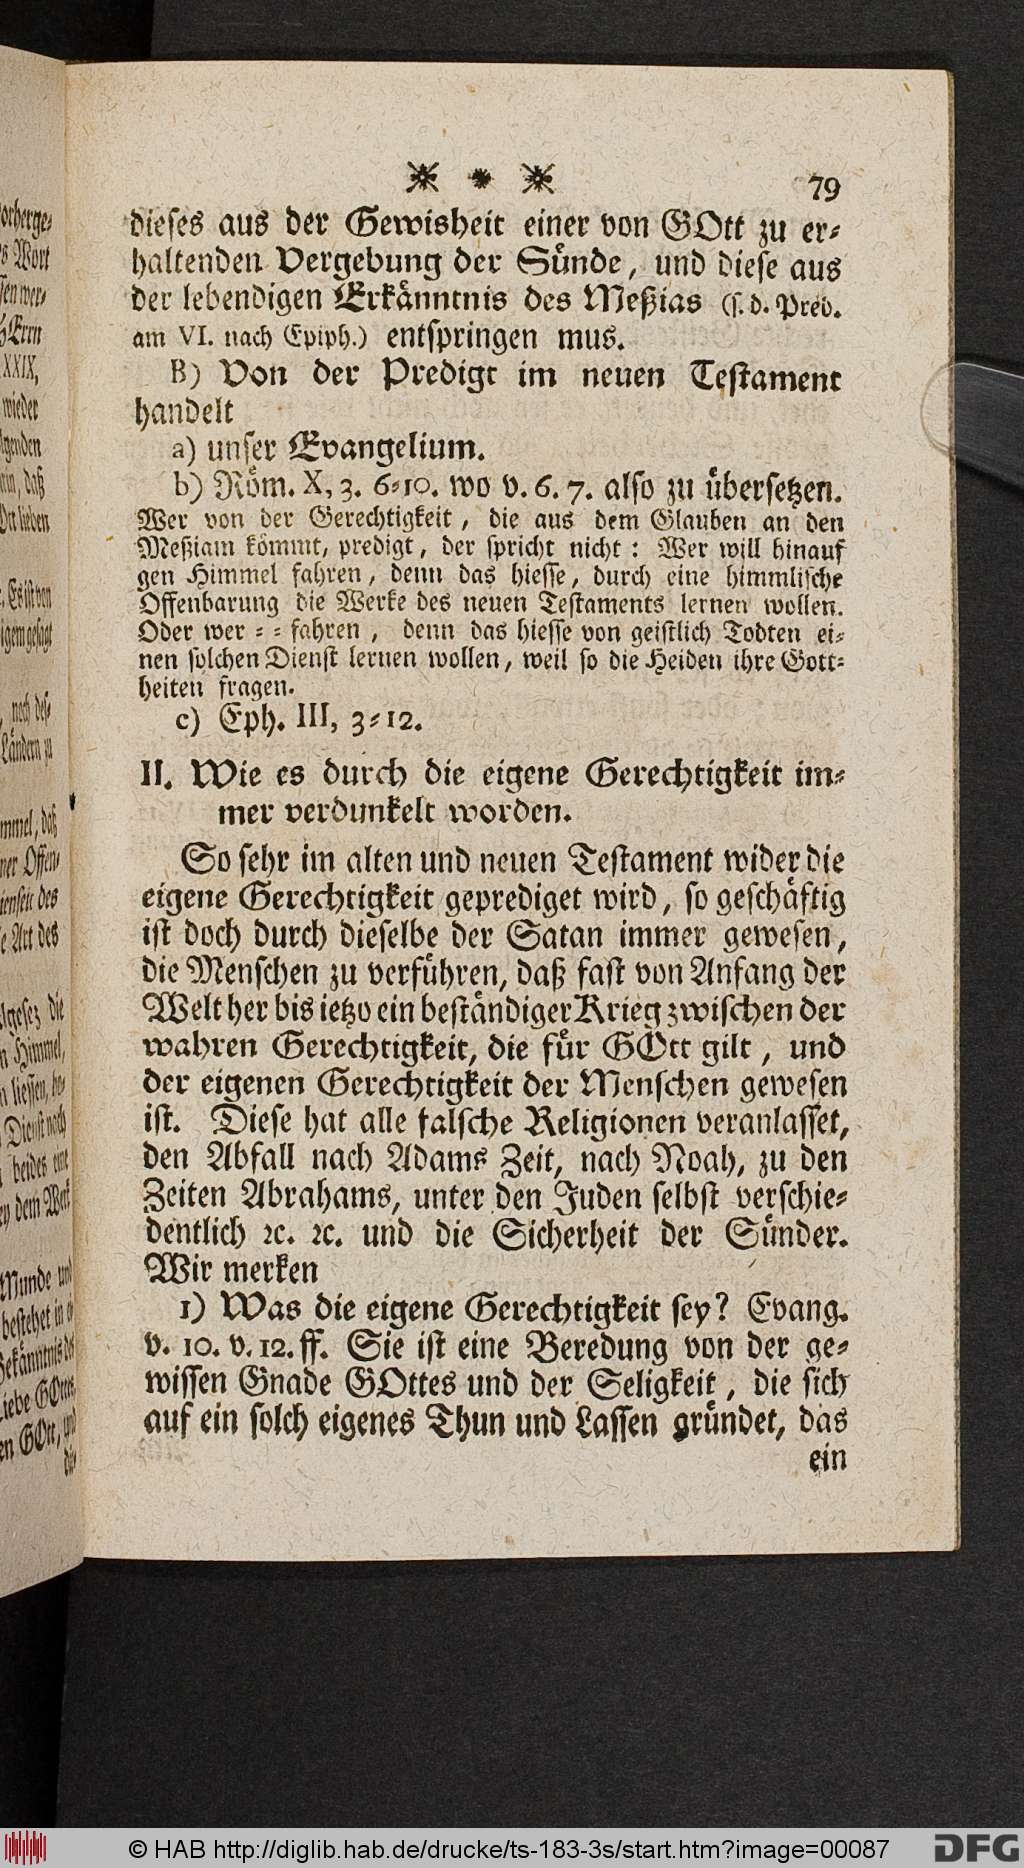 79
dieses aus der Gewisheit einer von GOtt zu er-
haltenden Vergebung der Sünde, und diese aus
der lebendigen Erkänntnis des Meßias (s. d. Pred.
am VI. nach Epiph.) entspringen mus.
B) Von der Predigt im neuen Testament
handelt
a) unser Evangelium.
b) Röm. X, 3. 6-10. wo v. 6. 7. also zu übersetzen.
Wer von der Gerechtigkeit, die aus dem Glauben an den
Meßiam kömmt, predigt, der spricht nicht: Wer will hinauf
gen Himmel fahren, denn das hiesse, durch eine himmlische
Offenbarung die Werke des neuen Testaments lernen wollen.
Oder wer - - fahren, denn das hiesse von geistlich Todten ei-
nen solchen Dienst lernen wollen, weil so die Heiden ihre Gott-
heiten fragen.
c) Eph. III, 3-12.
II. Wie es durch die eigene Gerechtigkeit im-
mer verdunkelt worden.
So sehr im alten und neuen Testament wider die
eigene Gerechtigkeit geprediget wird, so geschäftig
ist doch durch dieselbe der Satan immer gewesen,
die Menschen zu verführen, daß fast von Anfang der
Welt her bis ietzo ein beständiger Krieg zwischen der
wahren Gerechtigkeit, die für GOtt gilt, und
der eigenen Gerechtigkeit der Menschen gewesen
ist. Diese hat alle falsche Religionen veranlasset,
den Abfall nach Adams Zeit, nach Noah, zu den
Zeiten Abrahams, unter den Juden selbst verschie-
dentlich ꝛc. ꝛc. und die Sicherheit der Sünder.
Wir merken
1) Was die eigene Gerechtigkeit sey? Evang.
v. 10. v. 12. ff. Sie ist eine Beredung von der ge-
wissen Gnade GOttes und der Seligkeit, die sich
auf ein solch eigenes Thun und Lassen gründet, das
ein
© HAB http://diglib.hab.de/drucke/ts-183-3s/start.htm?image=00087
DFG